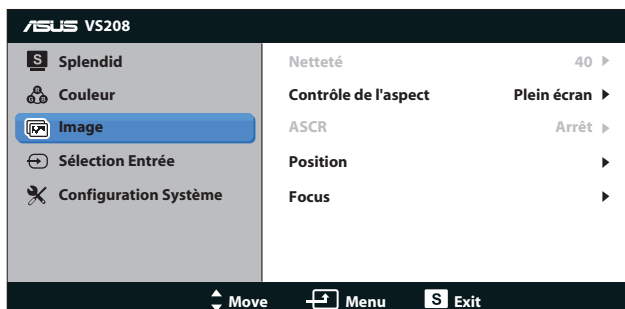 ASUS VS208
S Splendid
Couleur
Image
Sélection Entrée
Configuration Système
Netteté 40
Contrôle de l'aspect Plein écran
ASCR Arrêt
Position
Focus
Move Menu S Exit